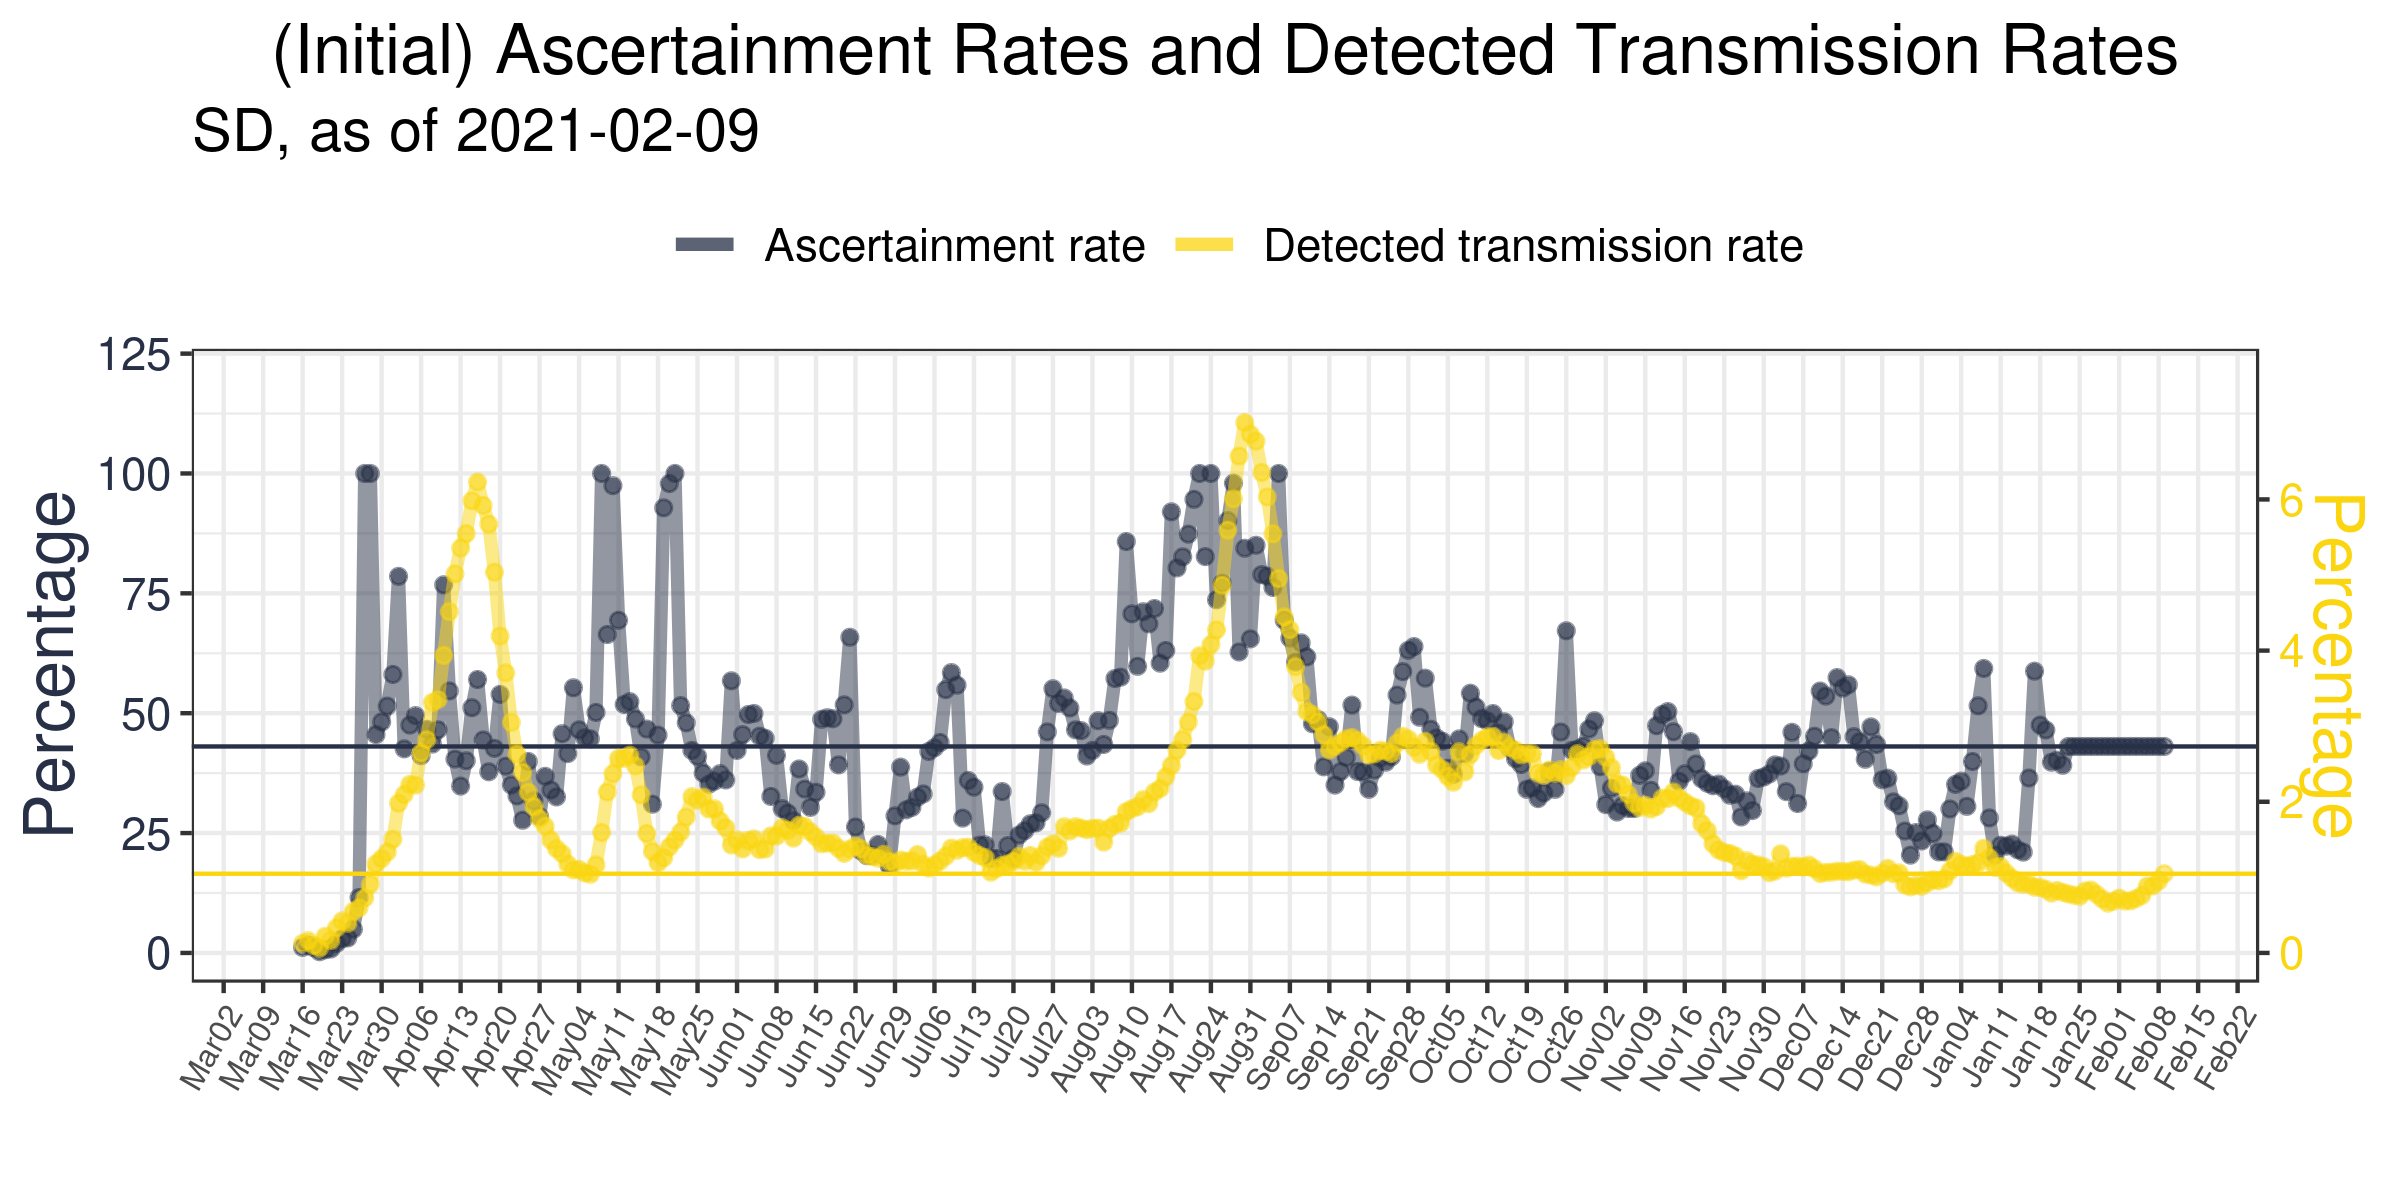 (Initial) Ascertainment Rates and Detected Transmission Rates
SD, as of 2021-02-09
Ascertainment rate
Detected transmission rate
125
100
75
50
25
0
Percentage
6
4
2
0
Percentage
Mar02
Mar09
Mar16
Mar23
Mar30
Apr06
Apr13
Apr20
Apr27
May04
May11
May18
May25
Jun01
Jun08
Jun15
Jun22
Jun29
Jul06
Jul13
Jul20
Jul27
Aug03
Aug10
Aug17
Aug24
Aug31
Sep07
Sep14
Sep21
Sep28
Oct05
Oct12
Oct19
Oct26
Nov02
Nov09
Nov16
Nov23
Nov30
Dec07
Dec14
Dec21
Dec28
Jan04
Jan11
Jan18
Jan25
Feb01
Feb08
Feb15
Feb22